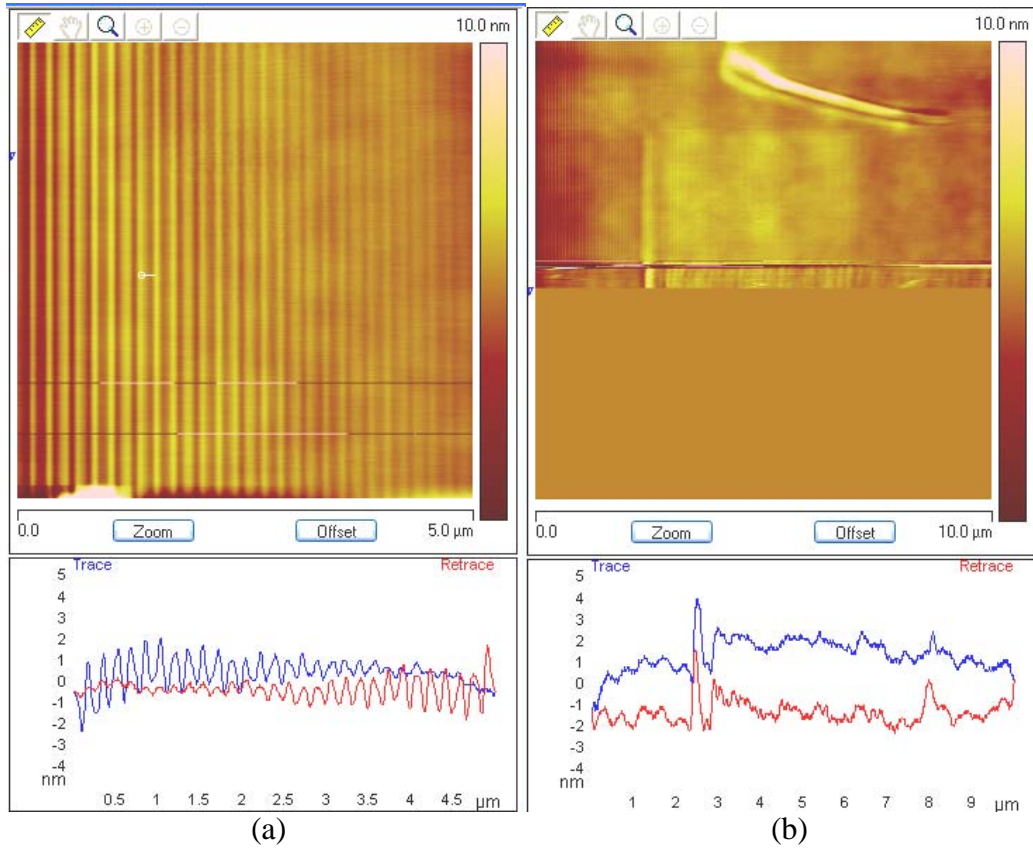 10.0 nm
0.0
Zoom
Offset
5.0 µm
Trace
Retrace
5
4
3
2
1
0
-1
-2
-3
-4
nm
0.5 1 1.5 2 2.5 3 3.5 4 4.5 µm
(a)
10.0 nm
0.0
Zoom
Offset
10.0 µm
Trace
Retrace
5
4
3
2
1
0
-1
-2
-3
-4
nm
1 2 3 4 5 6 7 8 9 µm
(b)